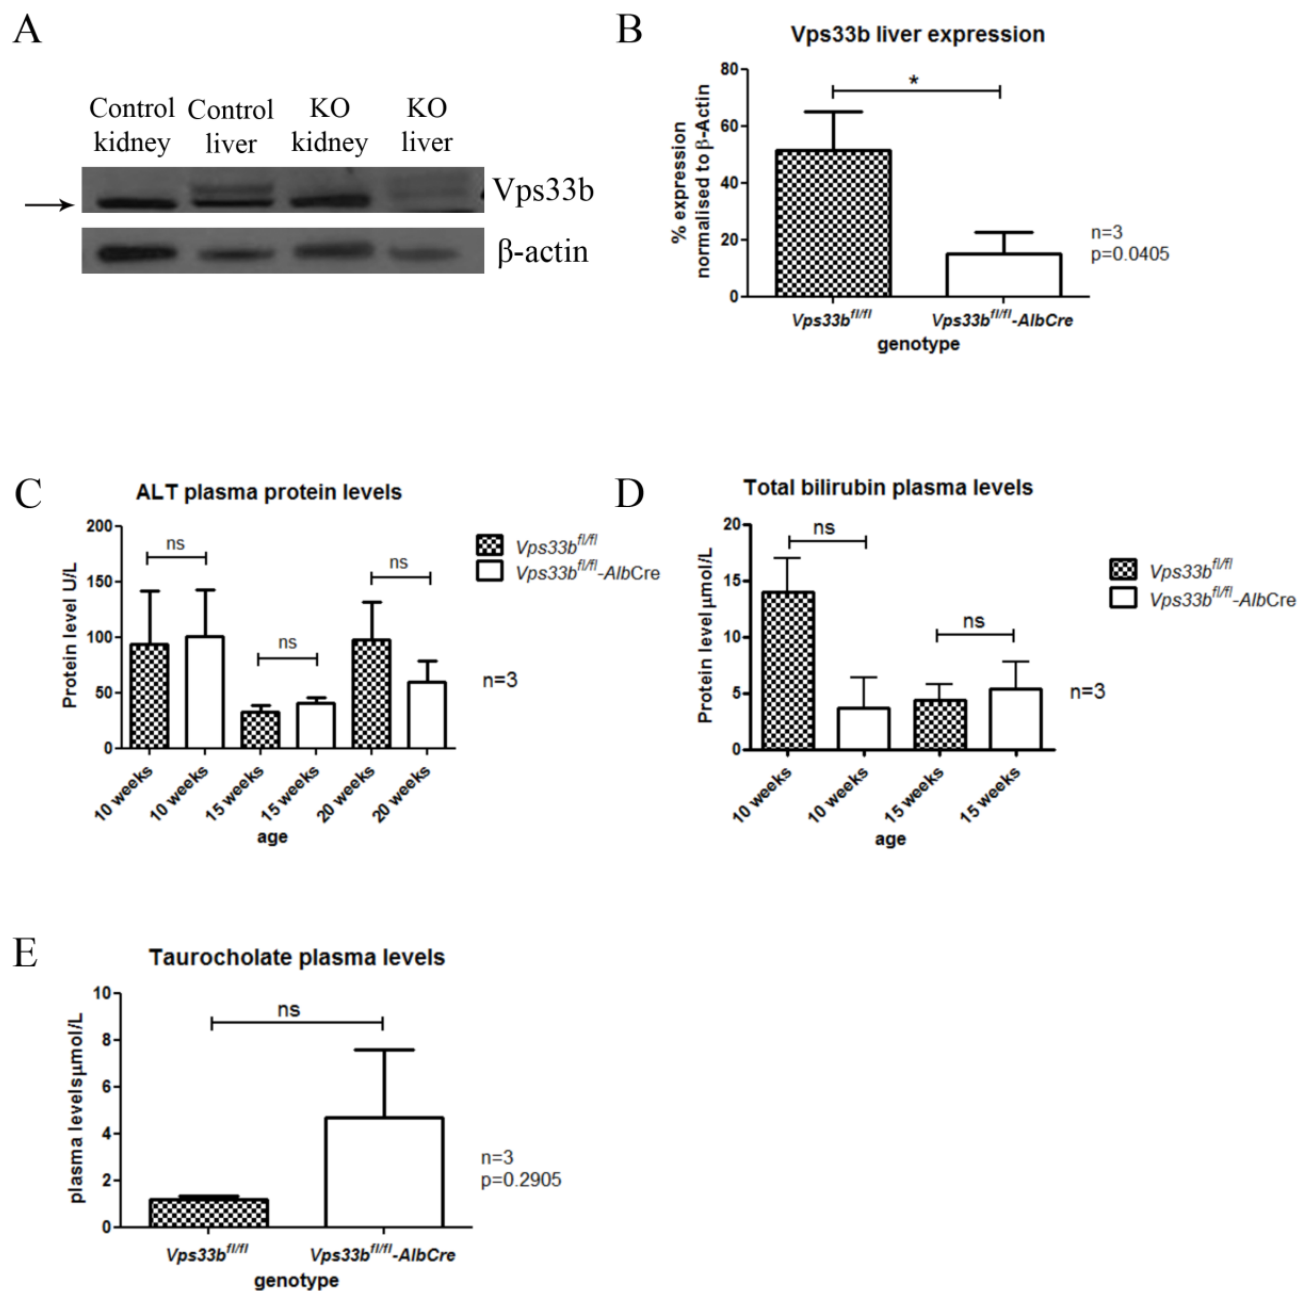 A
Control kidney
Control liver
KO kidney
KO liver
Vps33b
β-actin
B
Vps33b liver expression
% expression
normalised to β-Actin
80
60
40
20
0
*
n=3
p=0.0405
Vps33bfl/fl
Vps33bfl/fl-AlbCre
genotype
C
ALT plasma protein levels
Protein level U/L
200
150
100
50
0
ns
ns
ns
Vps33bfl/fl
Vps33bfl/fl-AlbCre
n=3
10 weeks
10 weeks
15 weeks
15 weeks
20 weeks
20 weeks
age
D
Total bilirubin plasma levels
Protein level μmol/L
20
15
10
5
0
ns
ns
Vps33bfl/fl
Vps33bfl/fl-AlbCre
n=3
10 weeks
10 weeks
15 weeks
15 weeks
age
E
Taurocholate plasma levels
plasma levelsμmol/L
10
8
6
4
2
0
ns
n=3
p=0.2905
Vps33bfl/fl
Vps33bfl/fl-AlbCre
genotype